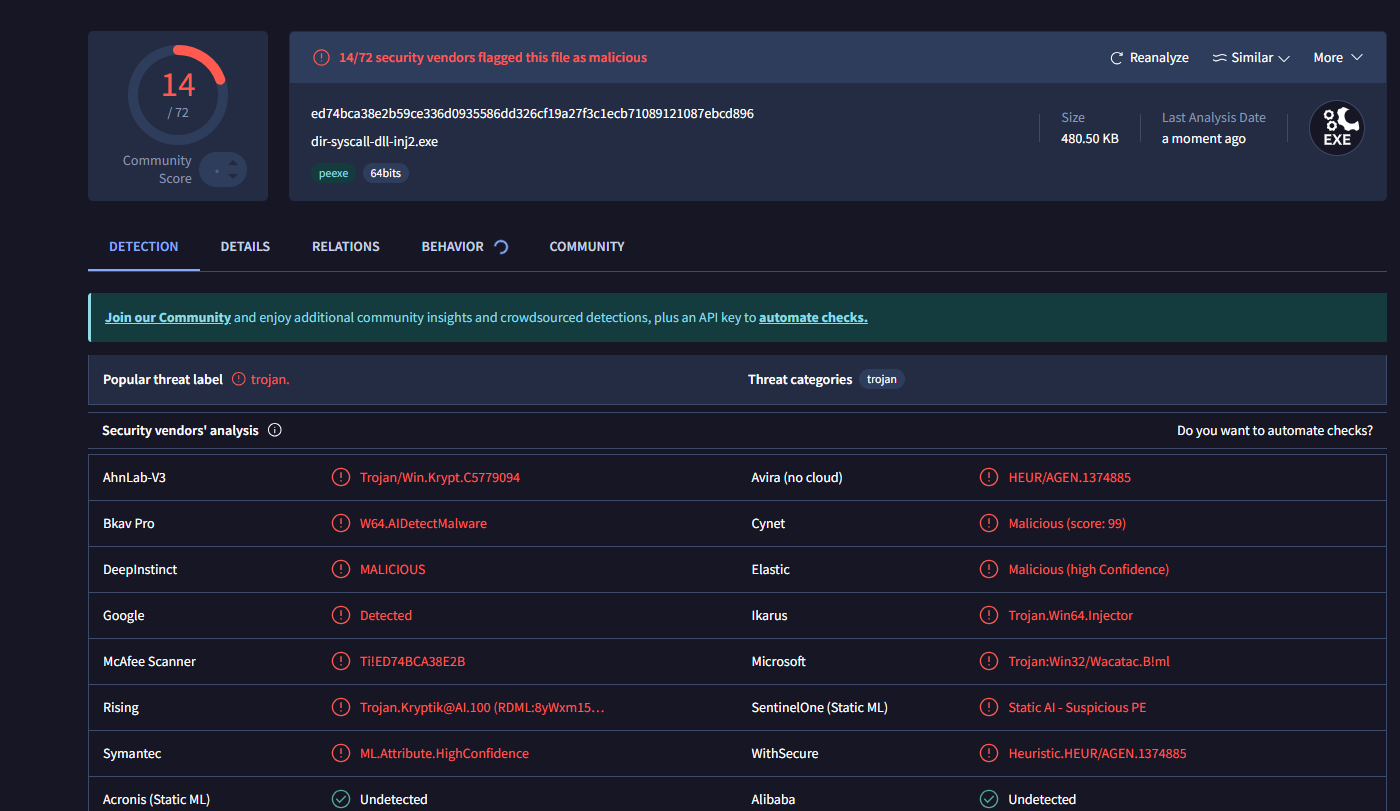 14
/ 72
Community
Score
14/72 security vendors flagged this file as malicious
Reanalyze
Similar
More
ed74bca38e2b59ce336d0935586dd326cf19a27f3c1ecb71089121087ebcd896
dir-syscall-dll-inj2.exe
peexe
64bits
Size
480.50 KB
Last Analysis Date
a moment ago
EXE
DETECTION
DETAILS
RELATIONS
BEHAVIOR
COMMUNITY
Join our Community and enjoy additional community insights and crowdsourced detections, plus an API key to automate checks.
Popular threat label trojan.
Threat categories trojan
Security vendors' analysis
Do you want to automate checks?
AhnLab-V3 Trojan/Win.Krypt.C5779094
Avira (no cloud) HEUR/AGEN.1374885
Bkav Pro W64.AIDetectMalware
Cynet Malicious (score: 99)
DeepInstinct MALICIOUS
Elastic Malicious (high Confidence)
Google Detected
Ikarus Trojan.Win64.Injector
McAfee Scanner Ti!ED74BCA38E2B
Microsoft Trojan:Win32/Wacatac.B!ml
Rising Trojan.Kryptik@AI.100 (RDML:8yWxm15…
SentinelOne (Static ML) Static AI - Suspicious PE
Symantec ML.Attribute.HighConfidence
WithSecure Heuristic.HEUR/AGEN.1374885
Acronis (Static ML) Undetected
Alibaba Undetected